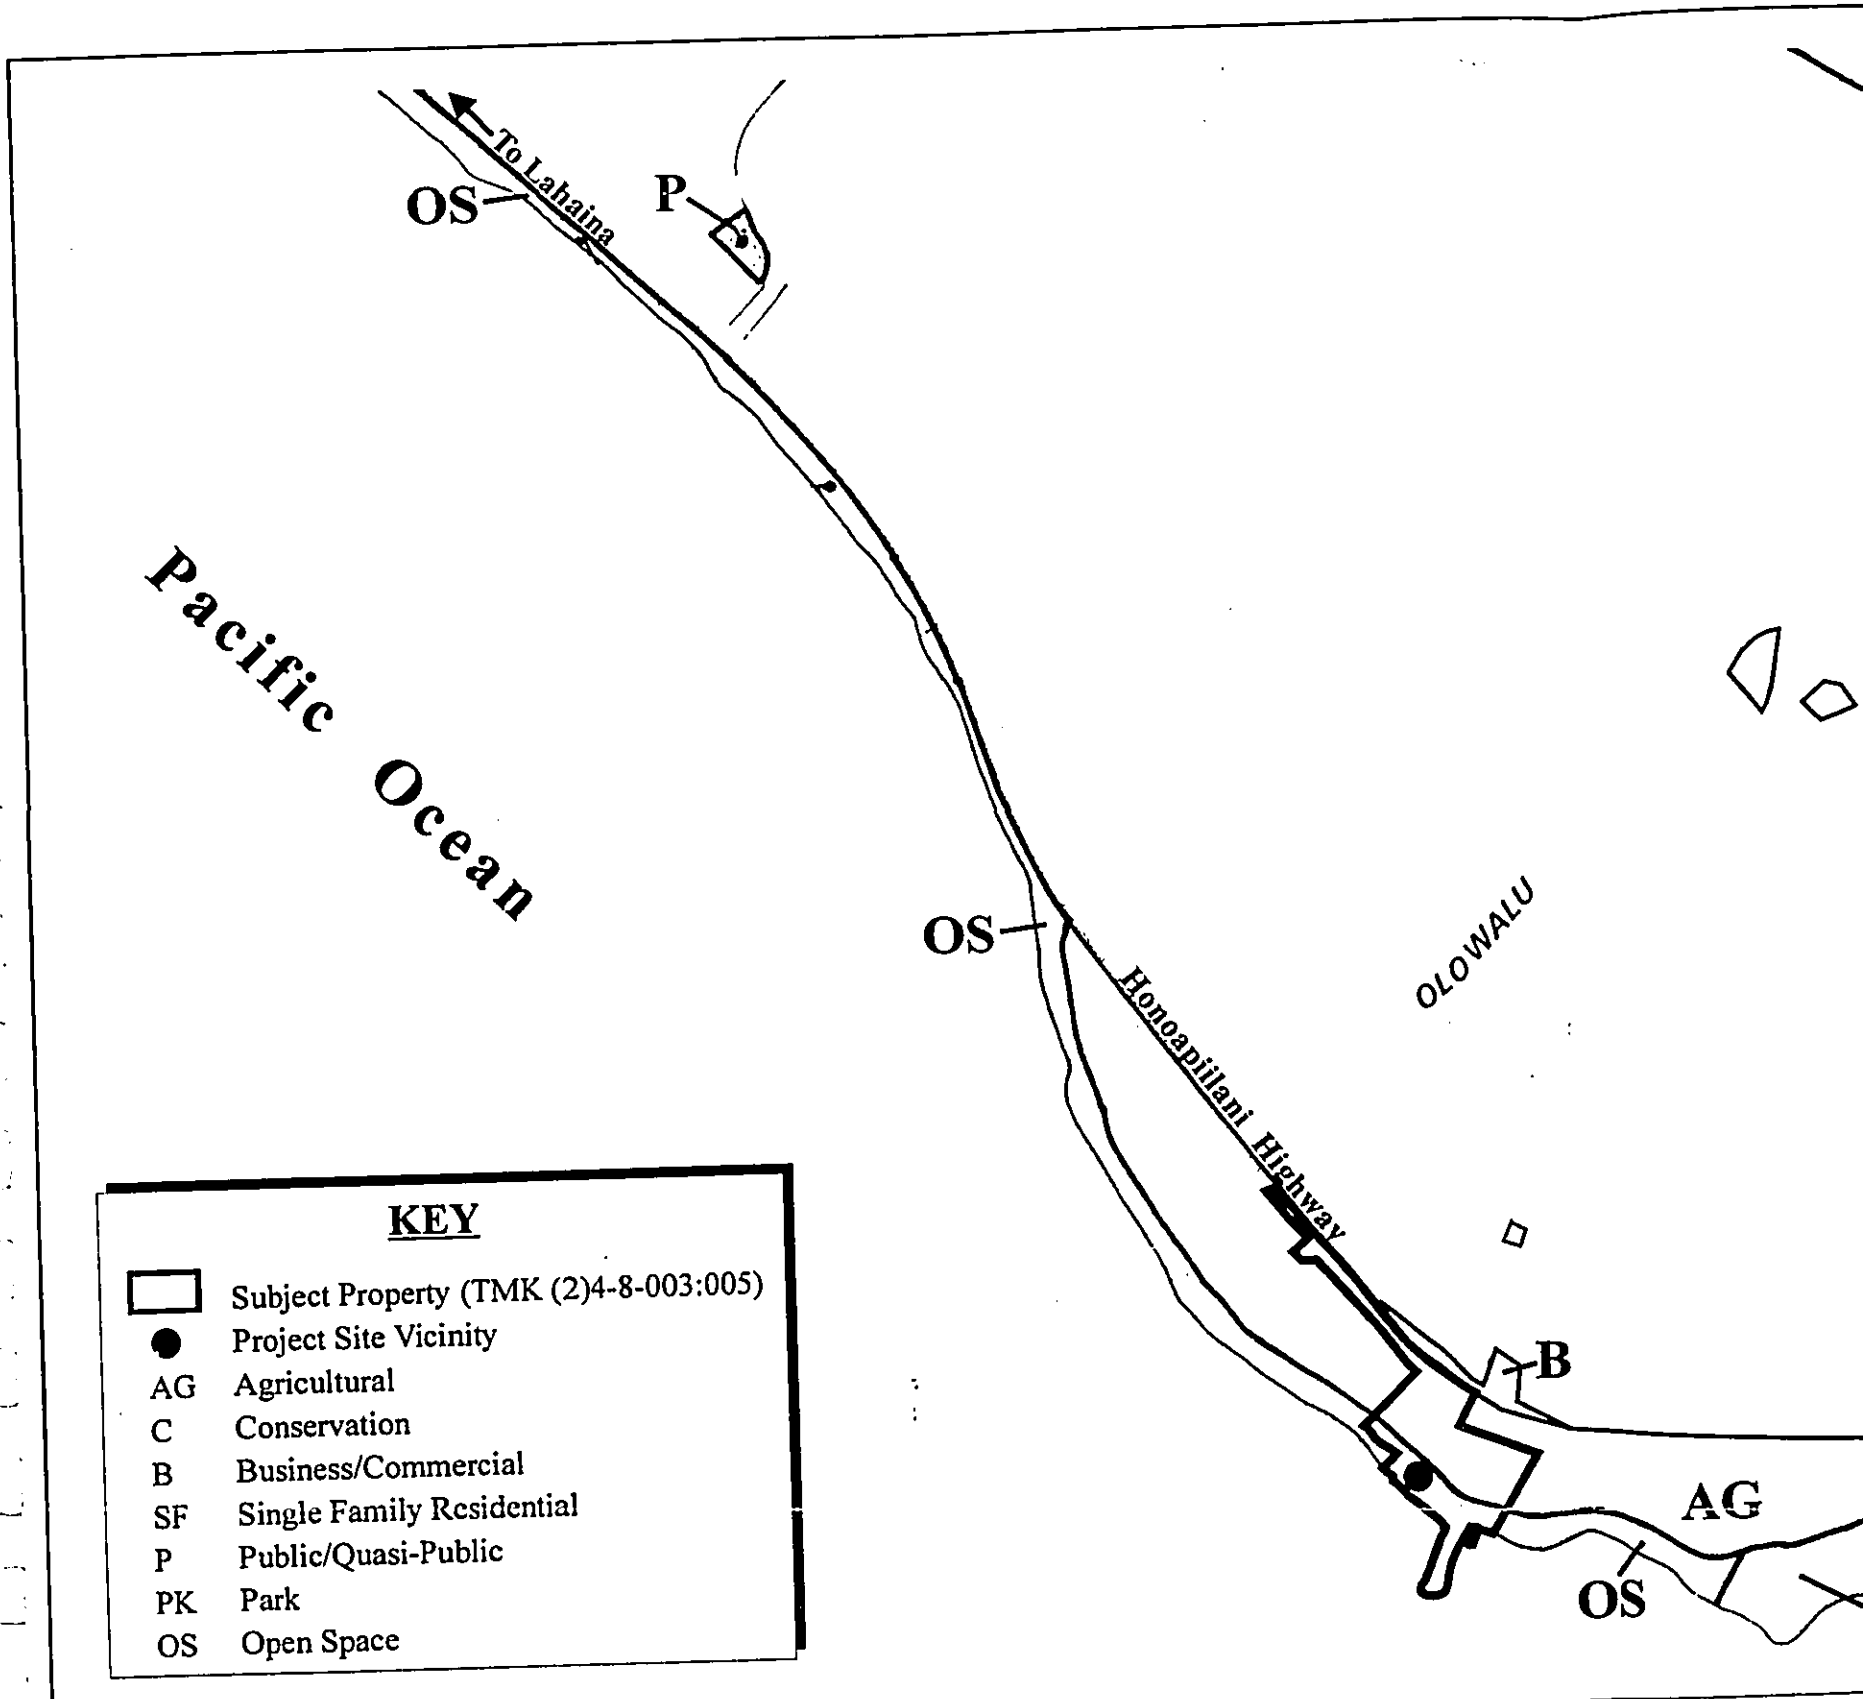 To Lahaina
OS
P
Pacific Ocean
OS
OLOWALU
Honoapiilani Highway
B
AG
OS
KEY
Subject Property (TMK (2)4-8-003:005)
Project Site Vicinity
AG Agricultural
C Conservation
B Business/Commercial
SF Single Family Residential
P Public/Quasi-Public
PK Park
OS Open Space